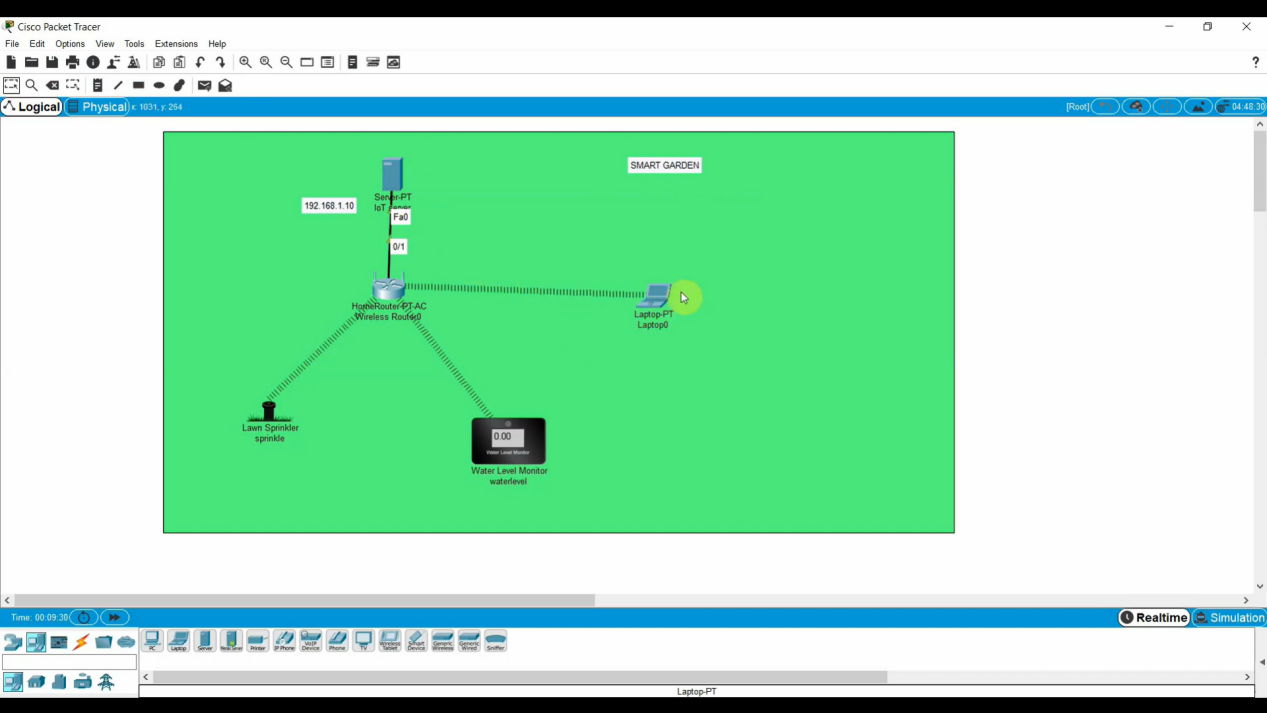 Cisco Packet Tracer
File Edit Options View Tools Extensions Help
?
Logical Physical x: 1031, y: 264 [Root] 04:48:30
SMART GARDEN
Server-PT
IoT server
192.168.1.10
Fa0
0/1
HomeRouter-PT-AC
Wireless Router0
Laptop-PT
Laptop0
Lawn Sprinkler
sprinkle
0.00
Water Level Monitor
Water Level Monitor
waterlevel
Time: 00:09:30 Realtime Simulation
PC Laptop Server Meraki Server Printer IP Phone VoIP Device Phone TV Wireless Tablet Smart Device Generic Wireless Generic Wired Sniffer
Laptop-PT